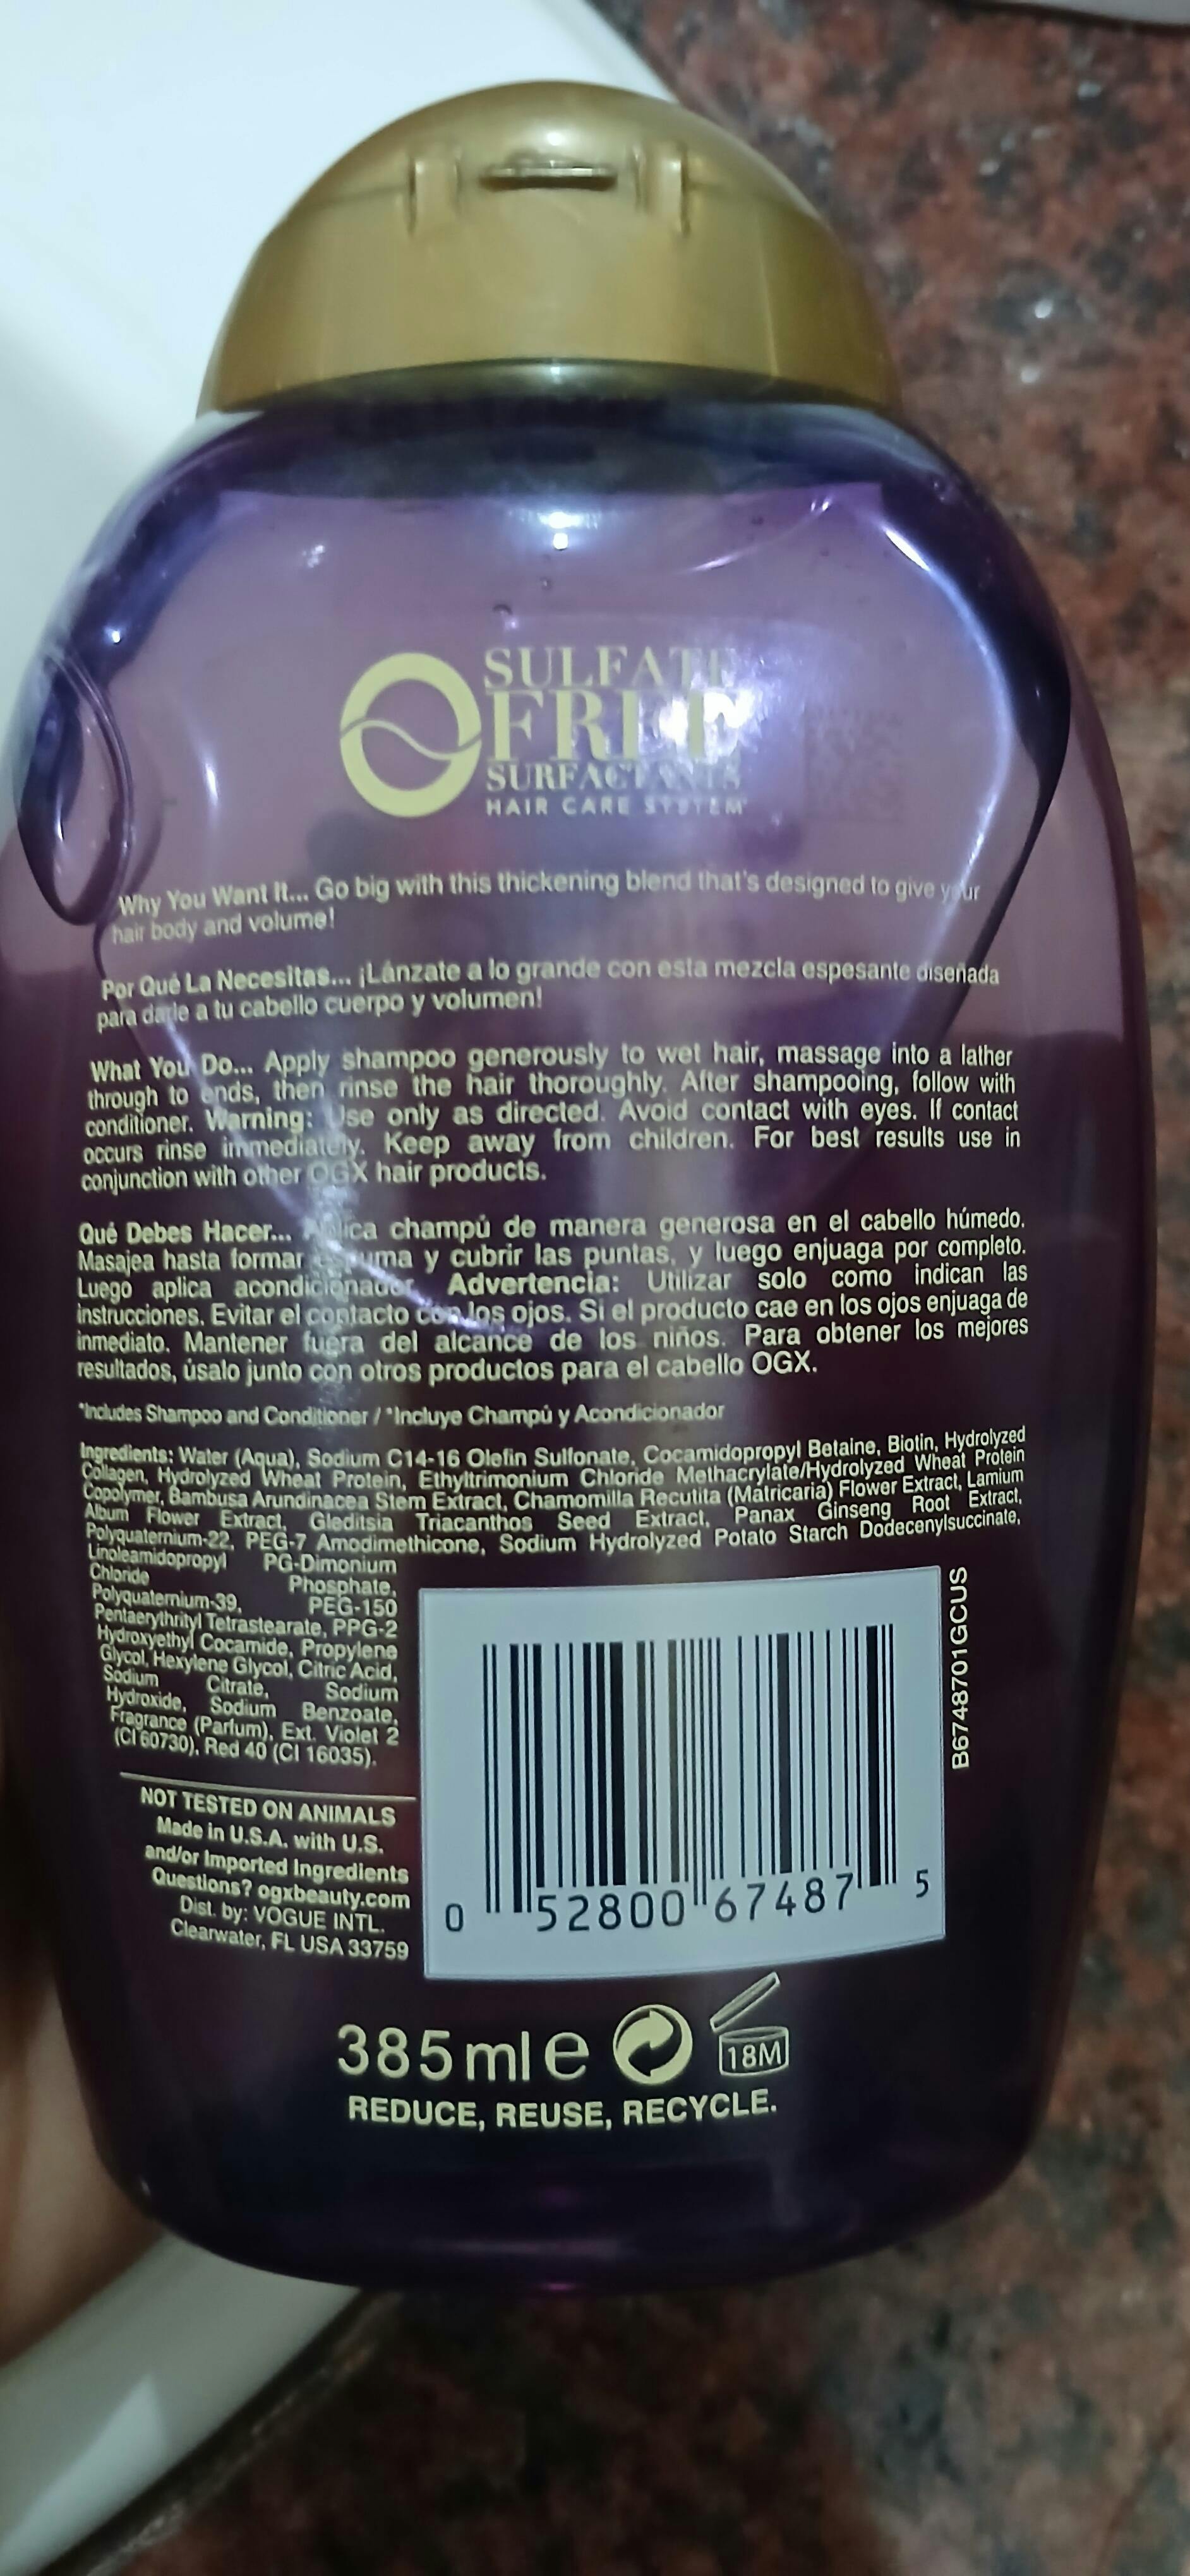 SULFATE
FREE
SURFACTANTS
HAIR CARE SYSTEM
Why You Want It... Go big with this thickening blend that's designed to give your
hair body and volume!
Por Qué La Necesitas... ¡Lánzate a lo grande con esta mezcla espesante diseñada
para darle a tu cabello cuerpo y volumen!
What You Do... Apply shampoo generously to wet hair, massage into a lather
through to ends, then rinse the hair thoroughly. After shampooing, follow with
conditioner. Warning: Use only as directed. Avoid contact with eyes. If contact
occurs rinse immediately. Keep away from children. For best results use in
conjunction with other OGX hair products.
Qué Debes Hacer... Aplica champú de manera generosa en el cabello húmedo.
Masajea hasta formar espuma y cubrir las puntas, y luego enjuaga por completo.
Luego aplica acondicionador. Advertencia: Utilizar solo como indican las
instrucciones. Evitar el contacto con los ojos. Si el producto cae en los ojos enjuaga de
inmediato. Mantener fuera del alcance de los niños. Para obtener los mejores
resultados, úsalo junto con otros productos para el cabello OGX.
*Includes Shampoo and Conditioner / *Incluye Champú y Acondicionador
Ingredients: Water (Aqua), Sodium C14-16 Olefin Sulfonate, Cocamidopropyl Betaine, Biotin, Hydrolyzed
Collagen, Hydrolyzed Wheat Protein, Ethyltrimonium Chloride Methacrylate/Hydrolyzed Wheat Protein
Copolymer, Bambusa Arundinacea Stem Extract, Chamomilla Recutita (Matricaria) Flower Extract, Lamium
Album Flower Extract, Gleditsia Triacanthos Seed Extract, Panax Ginseng Root Extract,
Polyquaternium-22, PEG-7 Amodimethicone, Sodium Hydrolyzed Potato Starch Dodecenylsuccinate,
Linoleamidopropyl PG-Dimonium
Chloride Phosphate,
Polyquaternium-39, PEG-150
Pentaerythrityl Tetrastearate, PPG-2
Hydroxyethyl Cocamide, Propylene
Glycol, Hexylene Glycol, Citric Acid,
Sodium Citrate, Sodium
Hydroxide, Sodium Benzoate,
Fragrance (Parfum), Ext. Violet 2
(CI 60730), Red 40 (CI 16035).
NOT TESTED ON ANIMALS
Made in U.S.A. with U.S.
and/or Imported Ingredients
Questions? ogxbeauty.com
Dist. by: VOGUE INTL.
Clearwater, FL USA 33759
B6748701GCUS
0 52800 67487 5
385 ml e
18M
REDUCE, REUSE, RECYCLE.